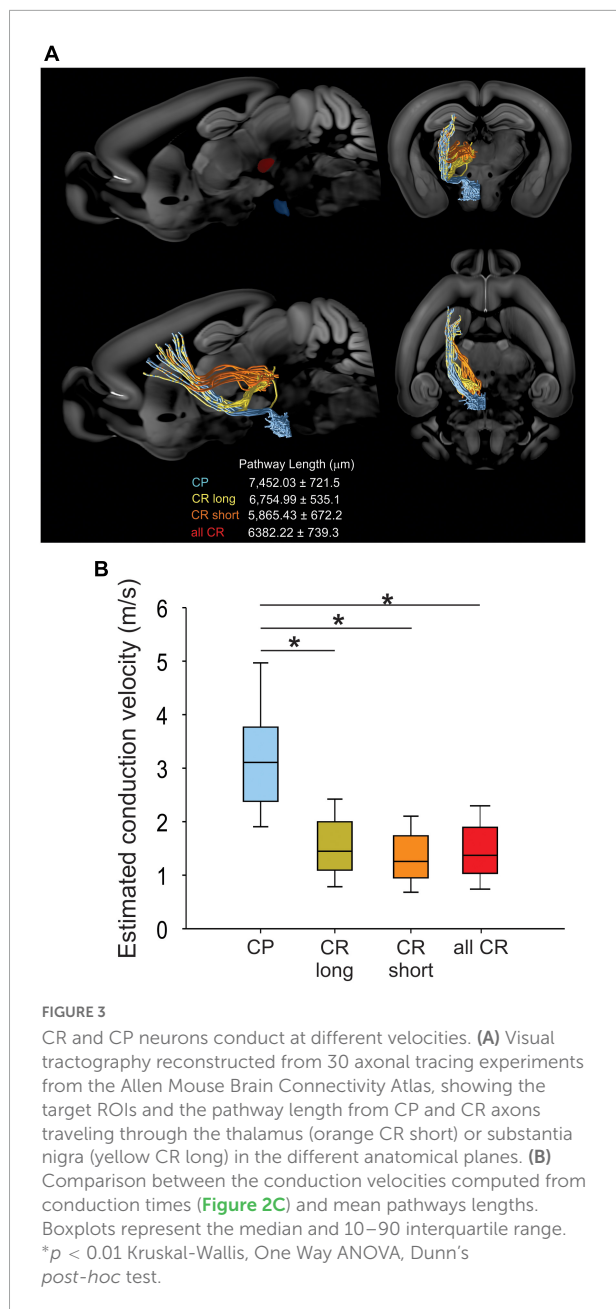 A
Pathway Length (μm)
CP 7,452.03 ± 721.5
CR long 6,754.99 ± 535.1
CR short 5,865.43 ± 672.2
all CR 6382.22 ± 739.3
B
Estimated conduction velocity (m/s)
6
5
4
3
2
1
0
*
*
*
CP
CR long
CR short
all CR
FIGURE 3
CR and CP neurons conduct at different velocities. (A) Visual
tractography reconstructed from 30 axonal tracing experiments
from the Allen Mouse Brain Connectivity Atlas, showing the
target ROIs and the pathway length from CP and CR axons
traveling through the thalamus (orange CR short) or substantia
nigra (yellow CR long) in the different anatomical planes. (B)
Comparison between the conduction velocities computed from
conduction times (Figure 2C) and mean pathways lengths.
Boxplots represent the median and 10–90 interquartile range.
*p < 0.01 Kruskal-Wallis, One Way ANOVA, Dunn's
post-hoc test.